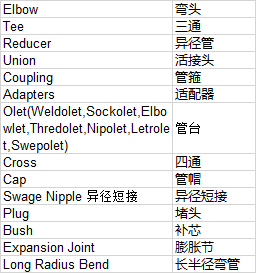 Elbow 弯头
Tee 三通
Reducer 异径管
Union 活接头
Coupling 管箍
Adapters 适配器
Olet(Weldolet,Sockolet,Elbo
wlet,Thredolet,Nipolet,Letrole
t,Swepolet) 管台
Cross 四通
Cap 管帽
Swage Nipple 异径短接 异径短接
Plug 堵头
Bush 补芯
Expansion Joint 膨胀节
Long Radius Bend 长半径弯管